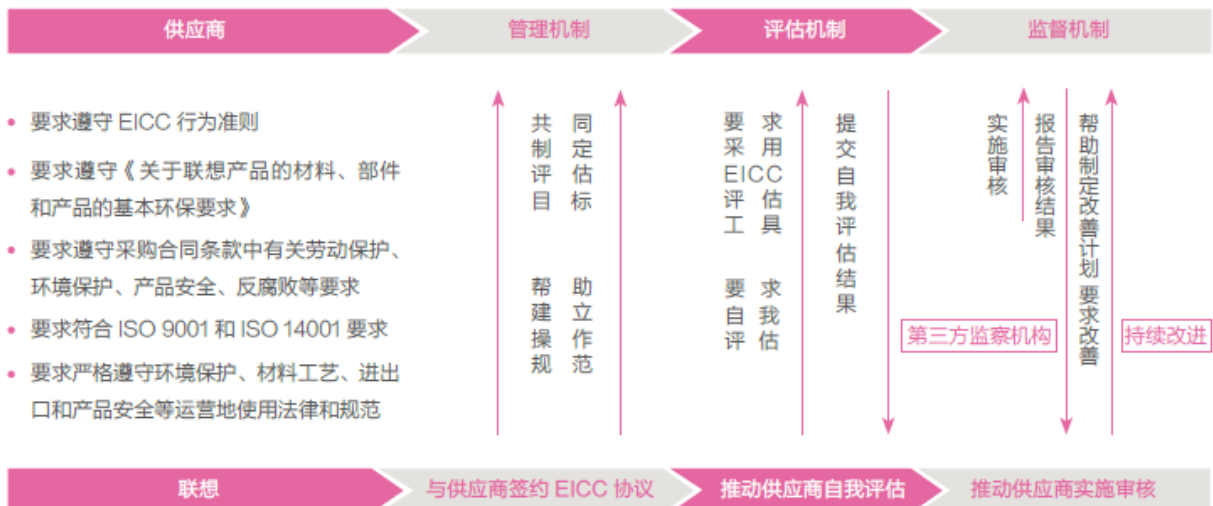 供应商
管理机制
评估机制
监督机制
要求遵守 EICC 行为准则
要求遵守《关于联想产品的材料、部件
和产品的基本环保要求》
要求遵守采购合同条款中有关劳动保护、
环境保护、产品安全、反腐败等要求
要求符合 ISO 9001 和 ISO 14001 要求
要求严格遵守环境保护、材料工艺、进出
口和产品安全等运营地使用法律和规范
共同
制定
评估
目标
帮助
建立
操作
规范
要求
采用
EICC
评估
工具
要求
自我
评估
提交自我评估结果
实施审核
报告审核结果
帮助制定改善计划 要求改善
第三方监察机构
持续改进
联想
与供应商签约 EICC 协议
推动供应商自我评估
推动供应商实施审核